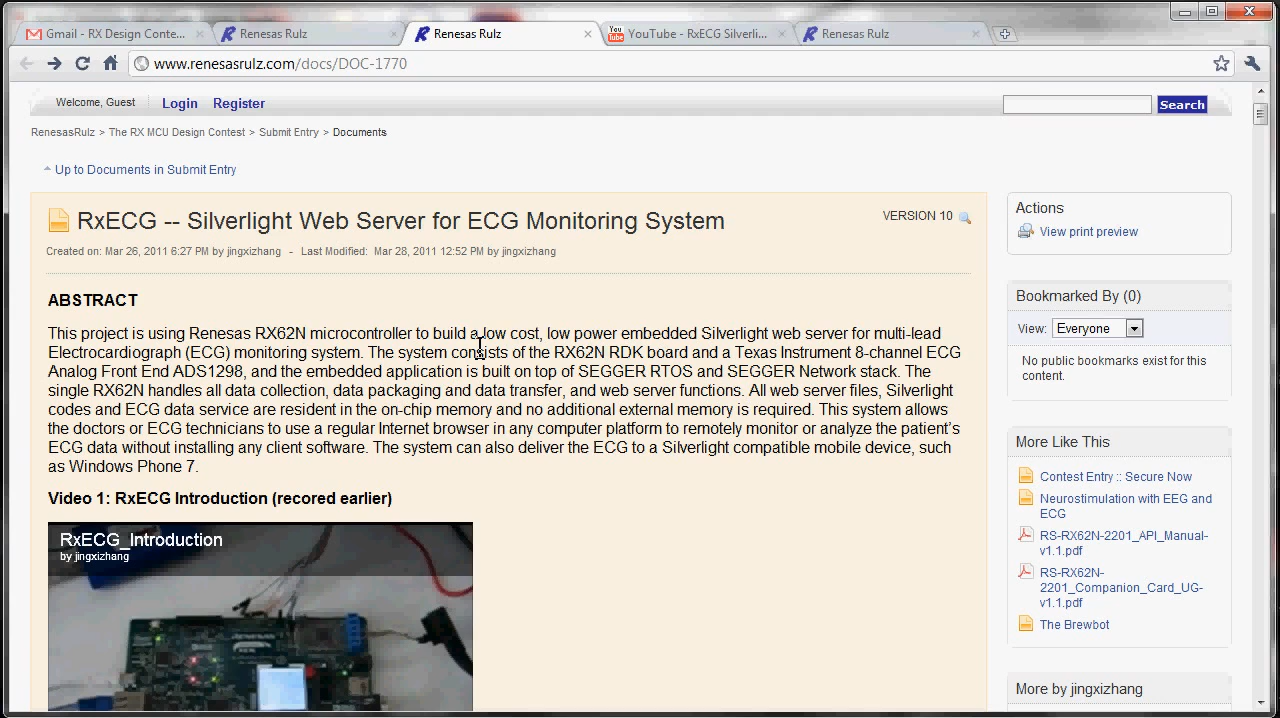 Gmail - RX Design Conte...
Renesas Rulz
Renesas Rulz
You Tube
YouTube - RxECG Silverli...
Renesas Rulz
www.renesasrulz.com/docs/DOC-1770
Welcome, Guest
Login
Register
Search
RenesasRulz > The RX MCU Design Contest > Submit Entry > Documents
Up to Documents in Submit Entry
RxECG -- Silverlight Web Server for ECG Monitoring System
VERSION 10
Created on: Mar 26, 2011 6:27 PM by jingxizhang - Last Modified: Mar 28, 2011 12:52 PM by jingxizhang
ABSTRACT
This project is using Renesas RX62N microcontroller to build a low cost, low power embedded Silverlight web server for multi-lead
Electrocardiograph (ECG) monitoring system. The system consists of the RX62N RDK board and a Texas Instrument 8-channel ECG
Analog Front End ADS1298, and the embedded application is built on top of SEGGER RTOS and SEGGER Network stack. The
single RX62N handles all data collection, data packaging and data transfer, and web server functions. All web server files, Silverlight
codes and ECG data service are resident in the on-chip memory and no additional external memory is required. This system allows
the doctors or ECG technicians to use a regular Internet browser in any computer platform to remotely monitor or analyze the patient's
ECG data without installing any client software. The system can also deliver the ECG to a Silverlight compatible mobile device, such
as Windows Phone 7.
Video 1: RxECG Introduction (recored earlier)
RxECG_Introduction
by jingxizhang
RENESAS
Actions
View print preview
Bookmarked By (0)
View: Everyone
No public bookmarks exist for this
content.
More Like This
Contest Entry :: Secure Now
Neurostimulation with EEG and
ECG
RS-RX62N-2201_API_Manual-
v1.1.pdf
RS-RX62N-
2201_Companion_Card_UG-
v1.1.pdf
The Brewbot
More by jingxizhang